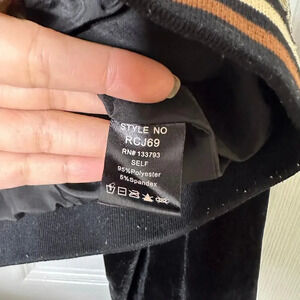 STYLE NO
RCJ69
RN# 133793
SELF
95%Polyester
5%Spandex